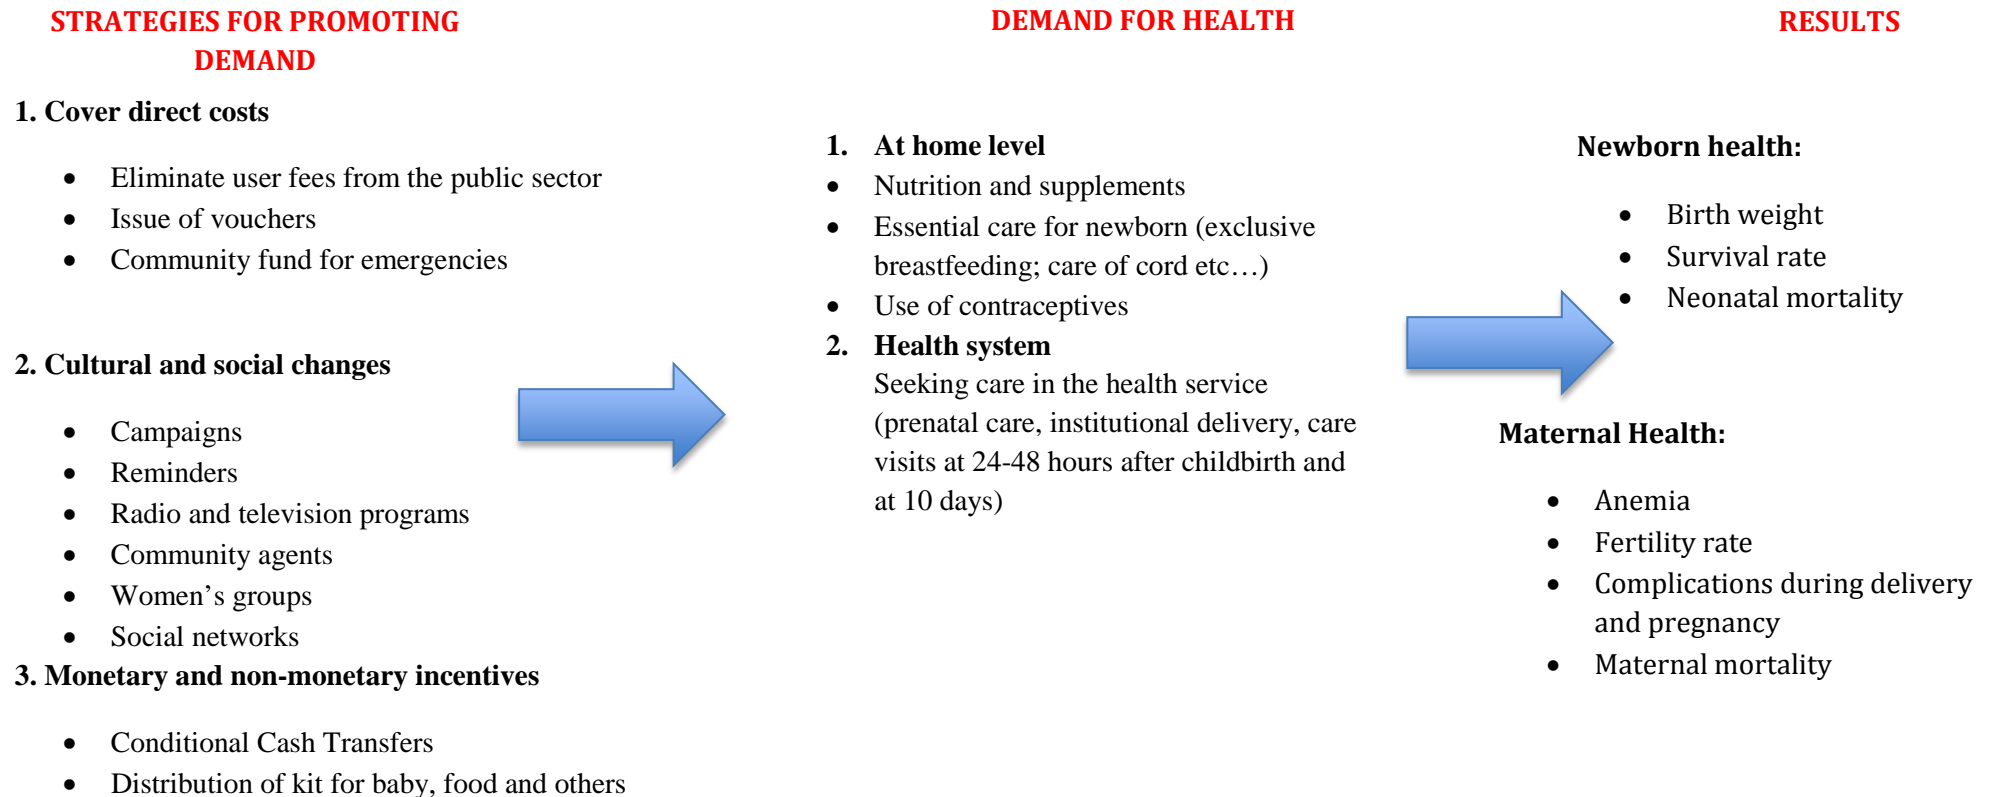 STRATEGIES FOR PROMOTING
DEMAND
1. Cover direct costs
• Eliminate user fees from the public sector
• Issue of vouchers
• Community fund for emergencies
2. Cultural and social changes
• Campaigns
• Reminders
• Radio and television programs
• Community agents
• Women’s groups
• Social networks
3. Monetary and non-monetary incentives
• Conditional Cash Transfers
• Distribution of kit for baby, food and others
DEMAND FOR HEALTH
1. At home level
• Nutrition and supplements
• Essential care for newborn (exclusive
breastfeeding; care of cord etc…)
• Use of contraceptives
2. Health system
Seeking care in the health service
(prenatal care, institutional delivery, care
visits at 24-48 hours after childbirth and
at 10 days)
RESULTS
Newborn health:
• Birth weight
• Survival rate
• Neonatal mortality
Maternal Health:
• Anemia
• Fertility rate
• Complications during delivery
and pregnancy
• Maternal mortality